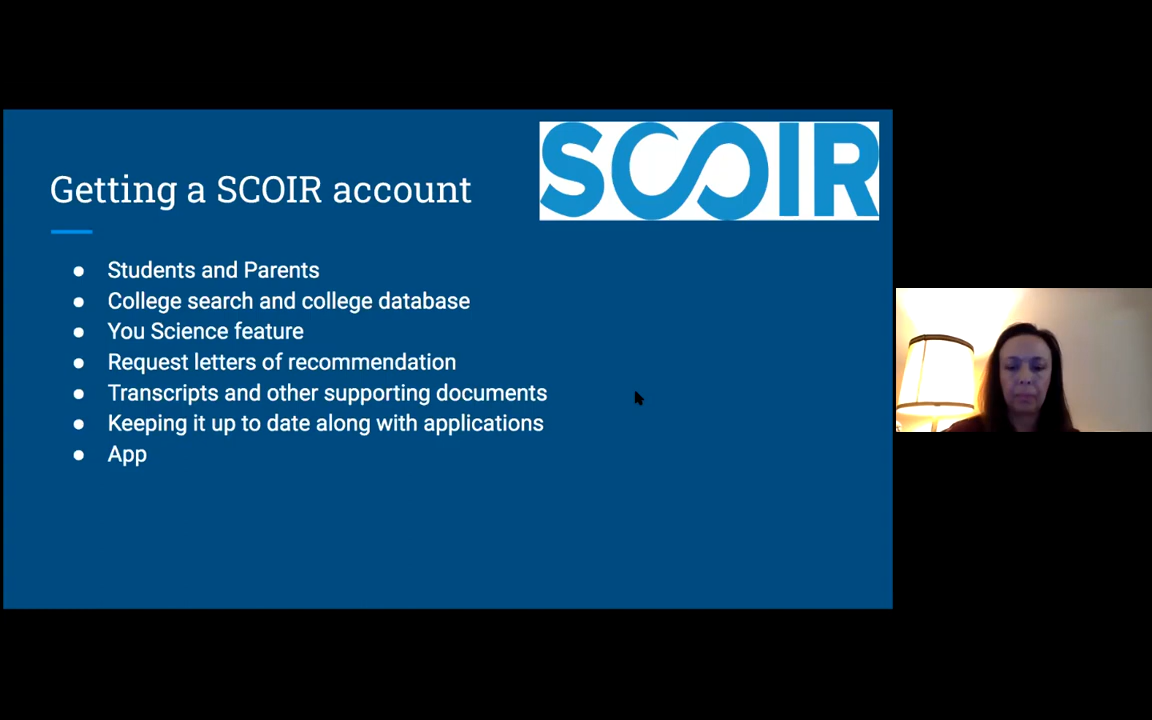 SCOIR
Getting a SCOIR account
● Students and Parents
● College search and college database
● You Science feature
● Request letters of recommendation
● Transcripts and other supporting documents
● Keeping it up to date along with applications
● App